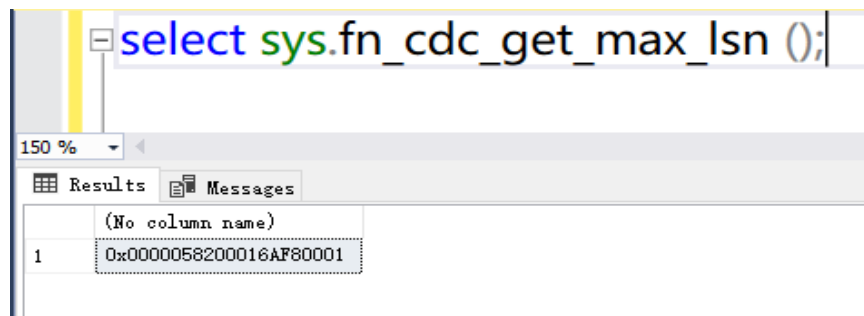 select sys.fn_cdc_get_max_lsn ();
150 %
Results Messages
(No column name)
1 0x0000058200016AF80001